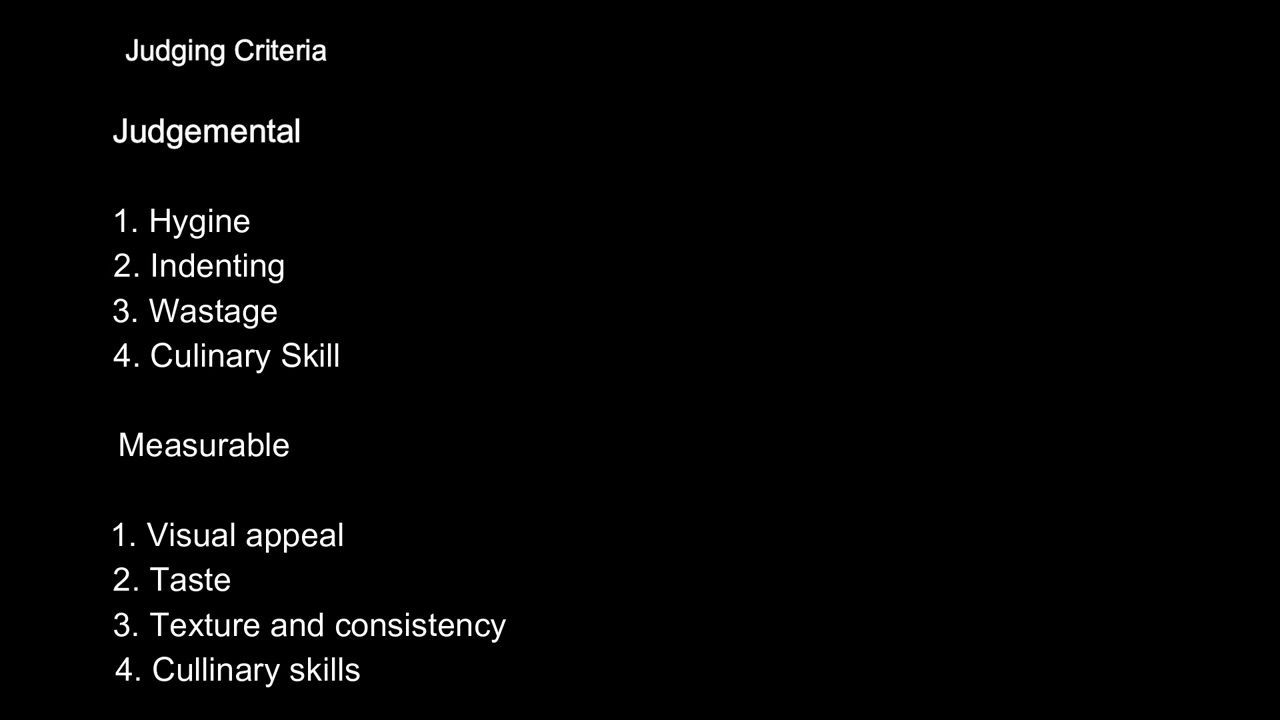 Judging Criteria
Judgemental
1. Hygine
2. Indenting
3. Wastage
4. Culinary Skill
Measurable
1. Visual appeal
2. Taste
3. Texture and consistency
4. Cullinary skills